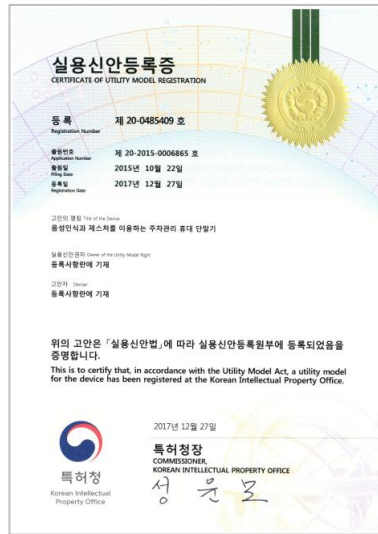 실용신안등록증
CERTIFICATE OF UTILITY MODEL REGISTRATION
등 록 제 20-0485409 호
Registration Number
출원번호 제 20-2015-0006865 호
Application Number
출원일 2015년 10월 22일
Filing Date
등록일 2017년 12월 27일
Registration Date
고안의 명칭 Title of the Device
음성인식과 제스처를 이용하는 주차관리 휴대 단말기
실용신안권자 Owner of the Utility Model Right
등록사항란에 기재
고안자 Deviser
등록사항란에 기재
위의 고안은 「실용신안법」에 따라 실용신안등록원부에 등록되었음을
증명합니다.
This is to certify that, in accordance with the Utility Model Act, a utility model
for the device has been registered at the Korean Intellectual Property Office.
2017년 12월 27일
특허청장
COMMISSIONER,
KOREAN INTELLECTUAL PROPERTY OFFICE
성 윤 모
특허청
Korean Intellectual
Property Office